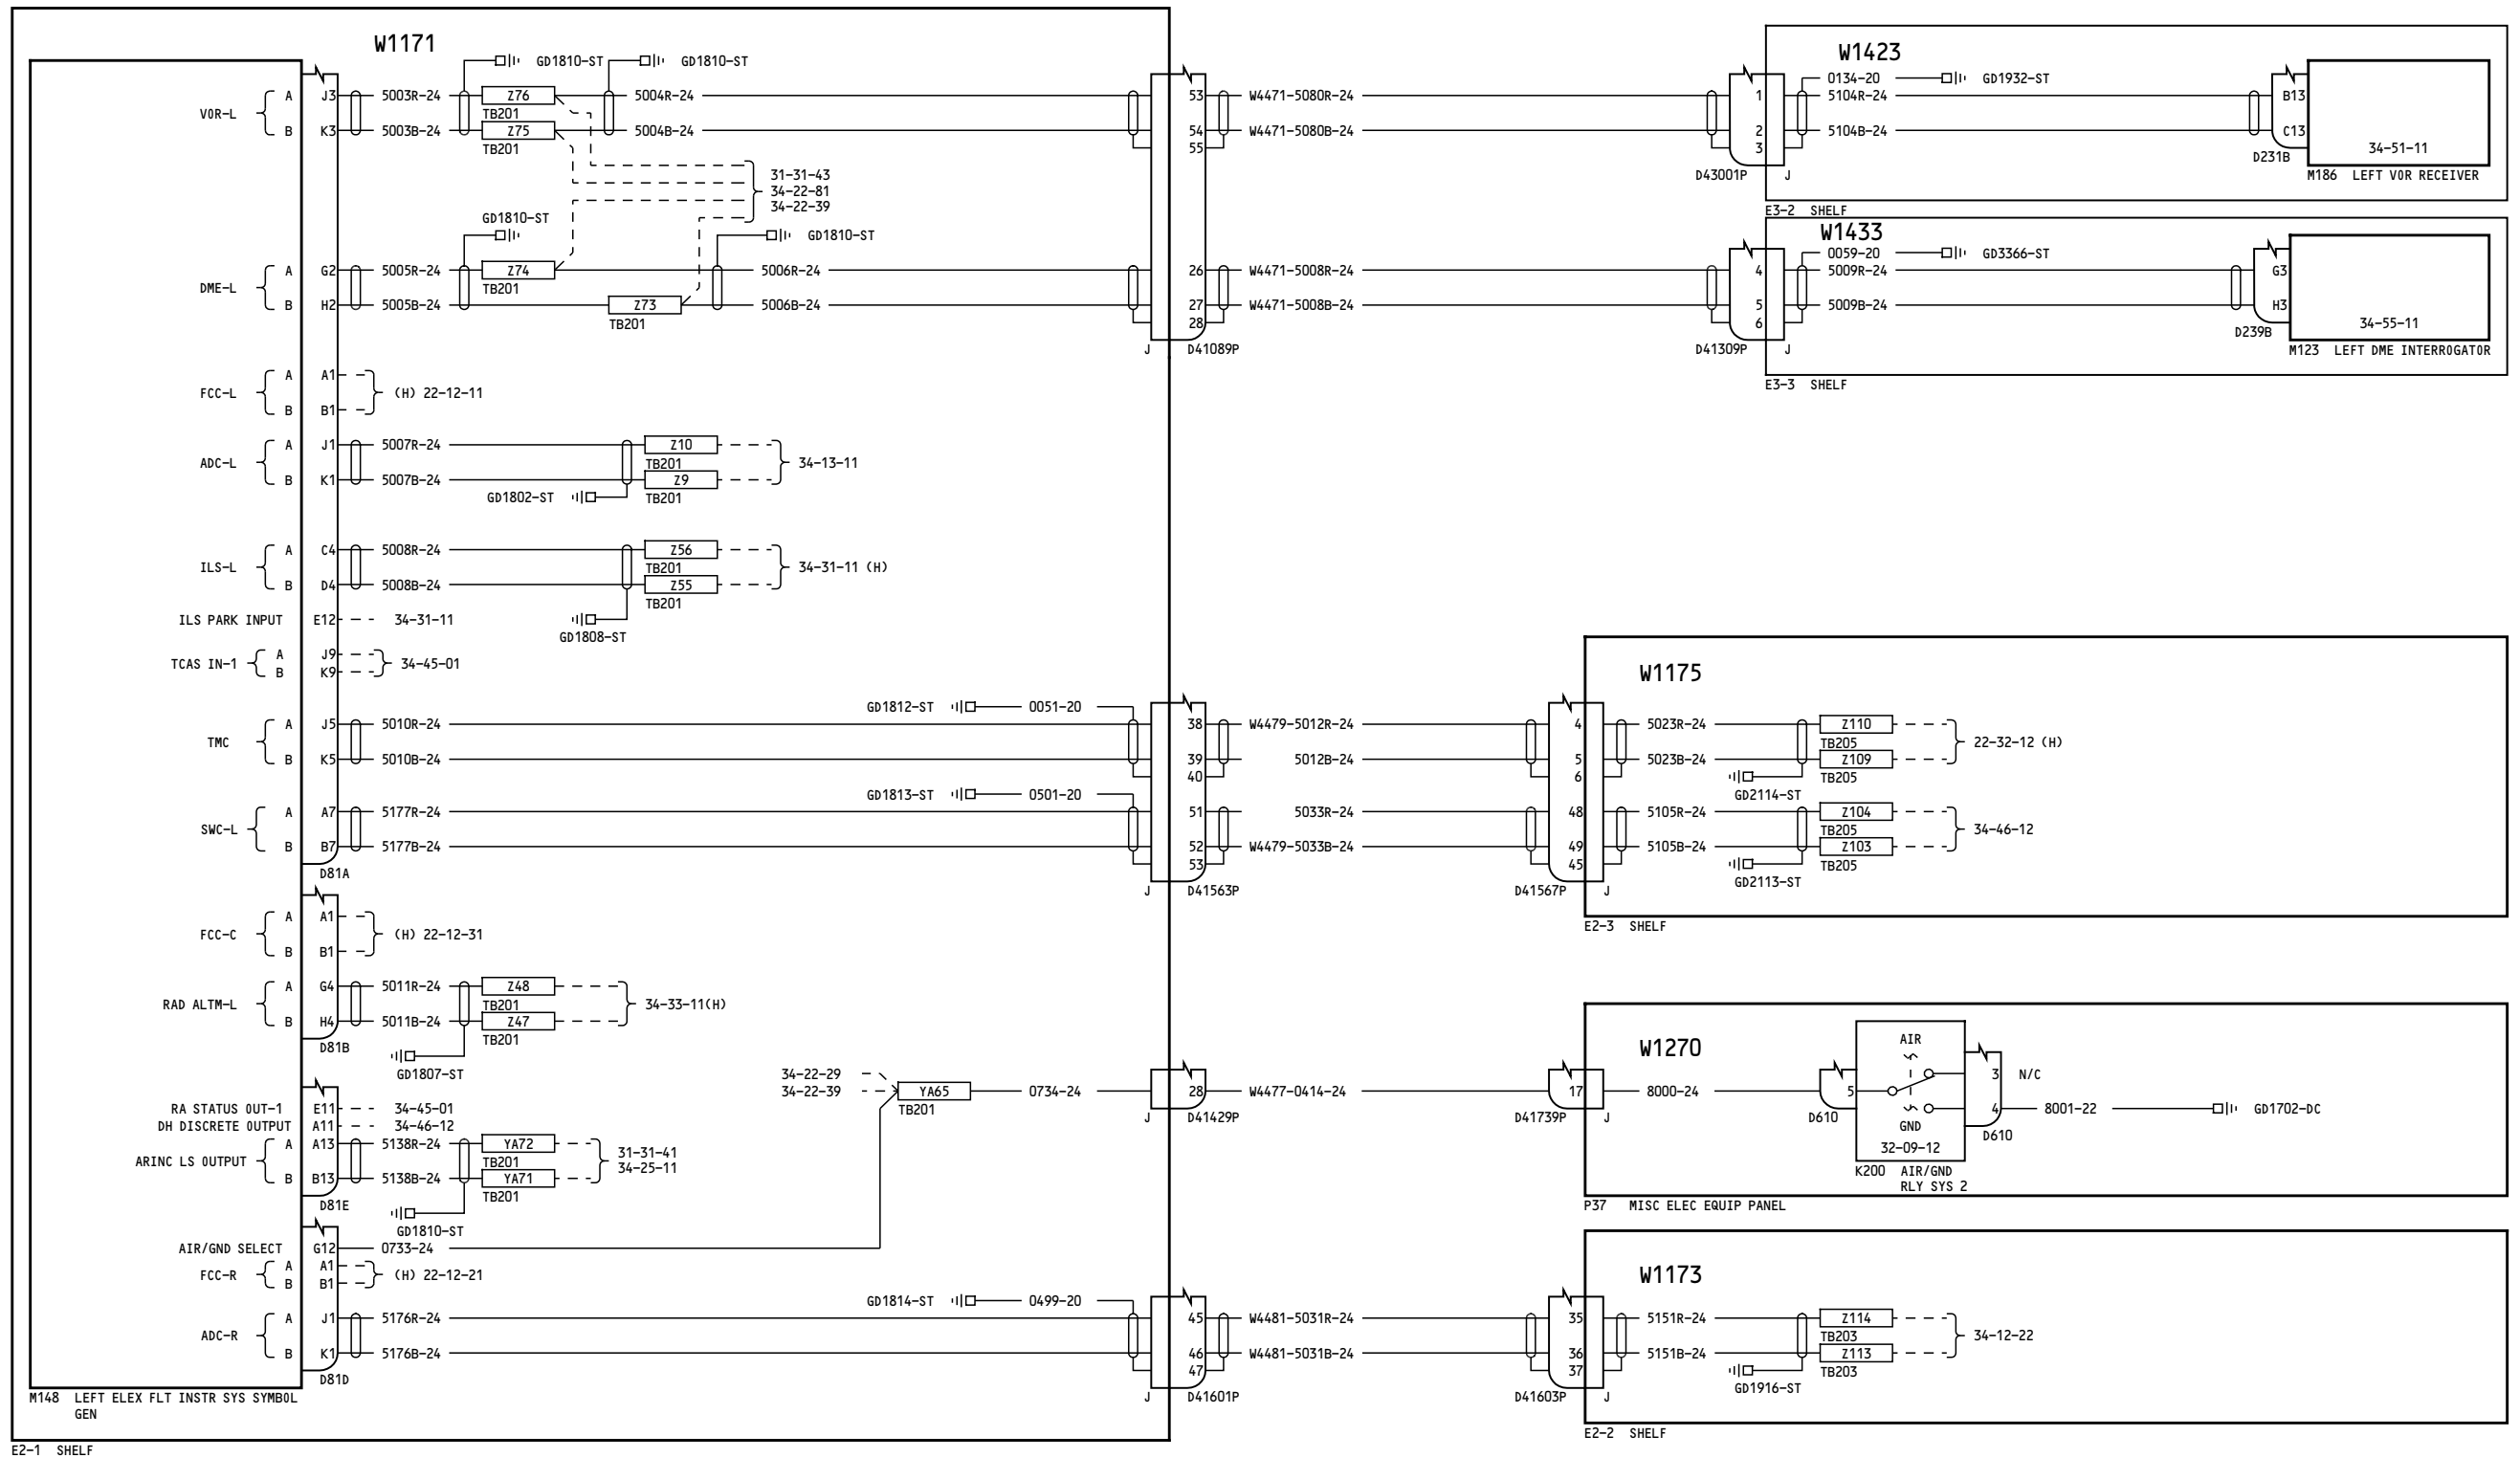 W1171
GD1810-ST
GD1810-ST
VOR-L
A J3 5003R-24 Z76 5004R-24 53 W4471-5080R-24 1
TB201
B K3 5003B-24 Z75 5004B-24 54 W4471-5080B-24 2
TB201
55 3
D43001P J
31-31-43
34-22-81
34-22-39
W1423
0134-20 GD1932-ST
5104R-24 B13
5104B-24 C13
D231B
34-51-11
M186 LEFT VOR RECEIVER
E3-2 SHELF
GD1810-ST
GD1810-ST
DME-L
A G2 5005R-24 Z74 5006R-24 26 W4471-5008R-24 4
TB201
B H2 5005B-24 Z73 5006B-24 27 W4471-5008B-24 5
TB201
28 6
J D41089P
D41309P J
W1433
0059-20 GD3366-ST
5009R-24 G3
5009B-24 H3
D239B
34-55-11
M123 LEFT DME INTERROGATOR
E3-3 SHELF
FCC-L
A A1
(H) 22-12-11
B B1
ADC-L
A J1 5007R-24 Z10
TB201
34-13-11
B K1 5007B-24 Z9
GD1802-ST
TB201
ILS-L
A C4 5008R-24 Z56
TB201
34-31-11 (H)
B D4 5008B-24 Z55
TB201
GD1808-ST
ILS PARK INPUT E12 34-31-11
TCAS IN-1
A J9
34-45-01
B K9
GD1812-ST 0051-20
TMC
A J5 5010R-24 38 W4479-5012R-24 4
B K5 5010B-24 39 5012B-24 5
40 6
GD1813-ST 0501-20
SWC-L
A A7 5177R-24 51 5033R-24 48
B B7 5177B-24 52 W4479-5033B-24 49
53 45
D81A
J D41563P
D41567P J
W1175
5023R-24 Z110
TB205
22-32-12 (H)
5023B-24 Z109
GD2114-ST
TB205
5105R-24 Z104
TB205
34-46-12
5105B-24 Z103
GD2113-ST
TB205
E2-3 SHELF
FCC-C
A A1
(H) 22-12-31
B B1
RAD ALTM-L
A G4 5011R-24 Z48
TB201
34-33-11(H)
B H4 5011B-24 Z47
TB201
D81B
GD1807-ST
34-22-29
34-22-39
YA65 0734-24 28 W4477-0414-24 17
TB201
D41429P
J
D41739P J
W1270
8000-24 5
D610
AIR
GND
32-09-12
K200 AIR/GND
RLY SYS 2
3 N/C
4 8001-22 GD1702-DC
D610
P37 MISC ELEC EQUIP PANEL
RA STATUS OUT-1 E11 34-45-01
DH DISCRETE OUTPUT A11 34-46-12
ARINC LS OUTPUT
A A13 5138R-24 YA72
TB201
31-31-41
34-25-11
B B13 5138B-24 YA71
TB201
D81E
GD1810-ST
AIR/GND SELECT G12 0733-24
FCC-R
A A1
(H) 22-12-21
B B1
GD1814-ST 0499-20
ADC-R
A J1 5176R-24 45 W4481-5031R-24 35
B K1 5176B-24 46 W4481-5031B-24 36
47 37
D81D
J D41601P
D41603P J
W1173
5151R-24 Z114
TB203
34-12-22
5151B-24 Z113
GD1916-ST
TB203
E2-2 SHELF
M148 LEFT ELEX FLT INSTR SYS SYMBOL
GEN
E2-1 SHELF